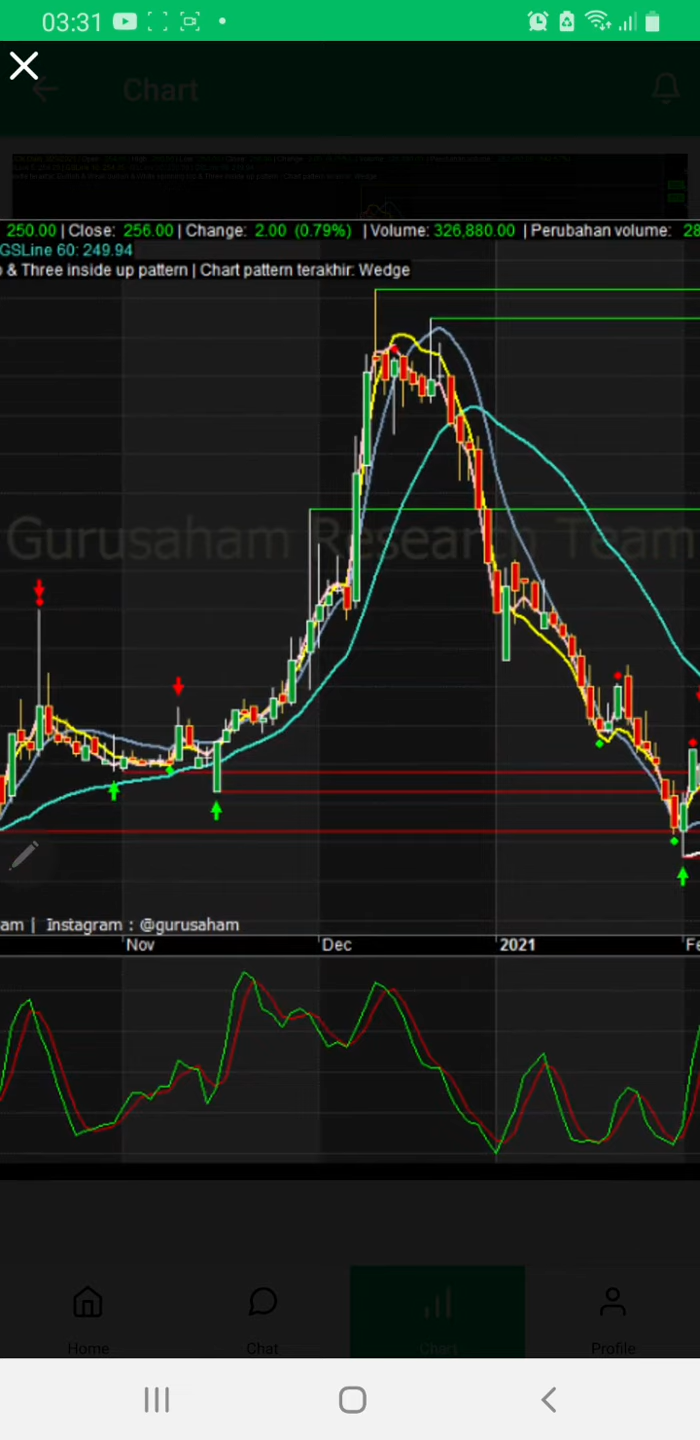 03:31
Chart
250.00 | Close: 256.00 | Change: 2.00 (0.79%) | Volume: 326,880.00 | Perubahan volume: 28
GSLine 60: 249.94
& Three inside up pattern | Chart pattern terakhir: Wedge
Gurusaham Research Team
am | Instagram : @gurusaham
Nov Dec 2021 Fe
Home Chat Chart Profile